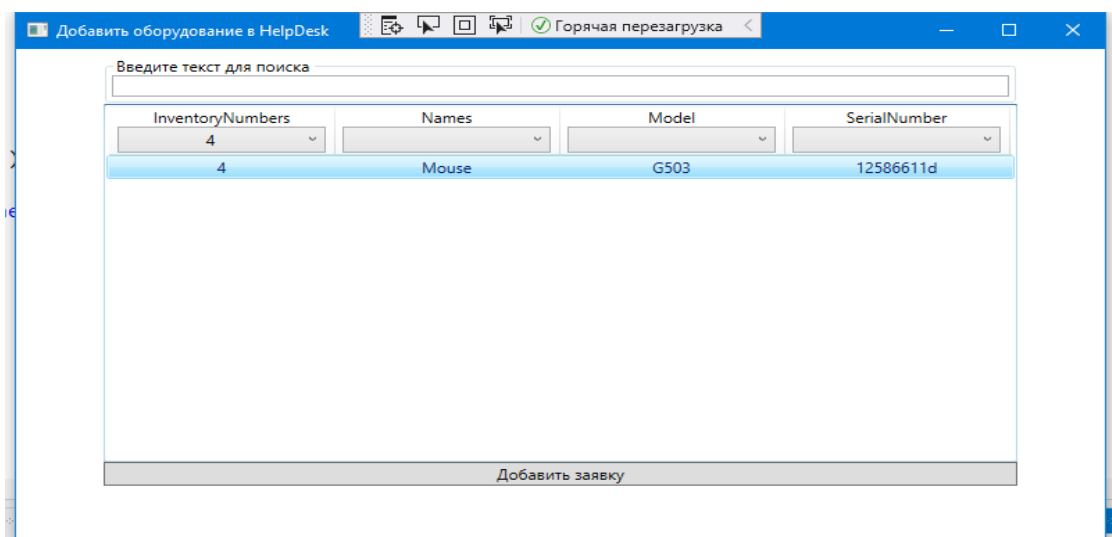 Добавить оборудование в HelpDesk
Горячая перезагрузка
Введите текст для поиска
InventoryNumbers Names Model SerialNumber
4
4 Mouse G503 12586611d
Добавить заявку